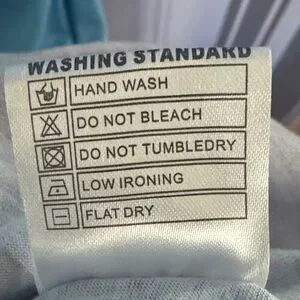 WASHING STANDARD
HAND WASH
DO NOT BLEACH
DO NOT TUMBLEDRY
LOW IRONING
FLAT DRY